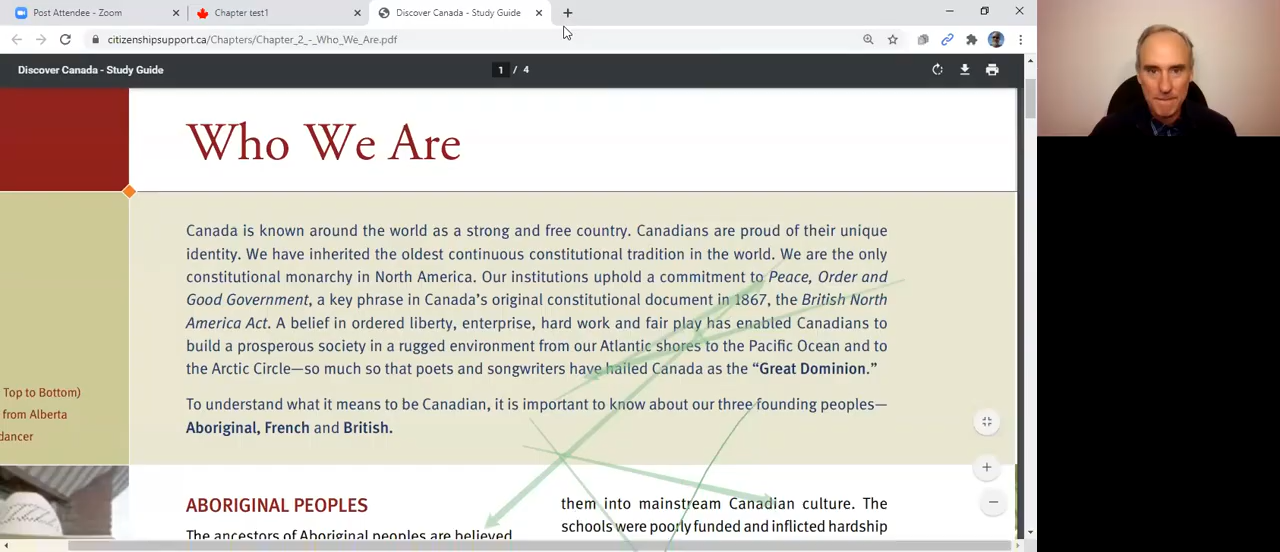 Post Attendee - Zoom
Chapter test1
Discover Canada - Study Guide
citizenshipsupport.ca/Chapters/Chapter_2_-_Who_We_Are.pdf
Discover Canada - Study Guide
1 / 4
Who We Are
Canada is known around the world as a strong and free country. Canadians are proud of their unique
identity. We have inherited the oldest continuous constitutional tradition in the world. We are the only
constitutional monarchy in North America. Our institutions uphold a commitment to Peace, Order and
Good Government, a key phrase in Canada's original constitutional document in 1867, the British North
America Act. A belief in ordered liberty, enterprise, hard work and fair play has enabled Canadians to
build a prosperous society in a rugged environment from our Atlantic shores to the Pacific Ocean and to
the Arctic Circle—so much so that poets and songwriters have hailed Canada as the “Great Dominion.”
To understand what it means to be Canadian, it is important to know about our three founding peoples—
Aboriginal, French and British.
Top to Bottom)
from Alberta
dancer
ABORIGINAL PEOPLES
The ancestors of Aboriginal peoples are believed
them into mainstream Canadian culture. The
schools were poorly funded and inflicted hardship